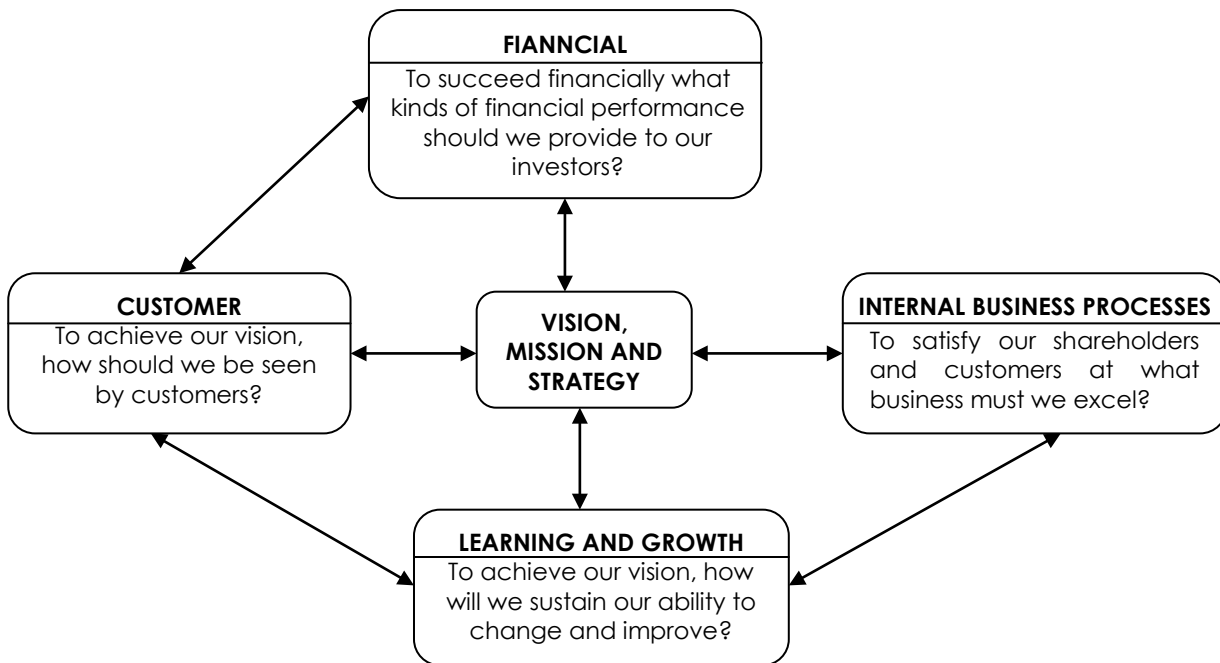 FIANNCIAL
To succeed financially what
kinds of financial performance
should we provide to our
investors?
CUSTOMER
To achieve our vision,
how should we be seen
by customers?
VISION,
MISSION AND
STRATEGY
INTERNAL BUSINESS PROCESSES
To satisfy our shareholders
and customers at what
business must we excel?
LEARNING AND GROWTH
To achieve our vision, how
will we sustain our ability to
change and improve?